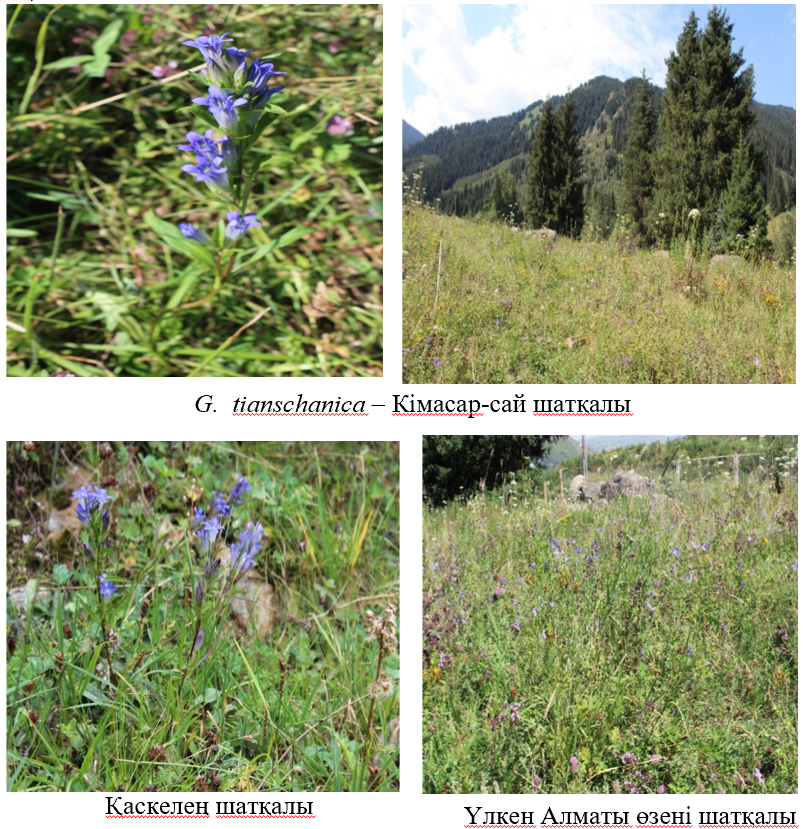 G. tianschanica – Кімасар-сай шатқалы
Қаскелең шатқалы
Үлкен Алматы өзені шатқалы